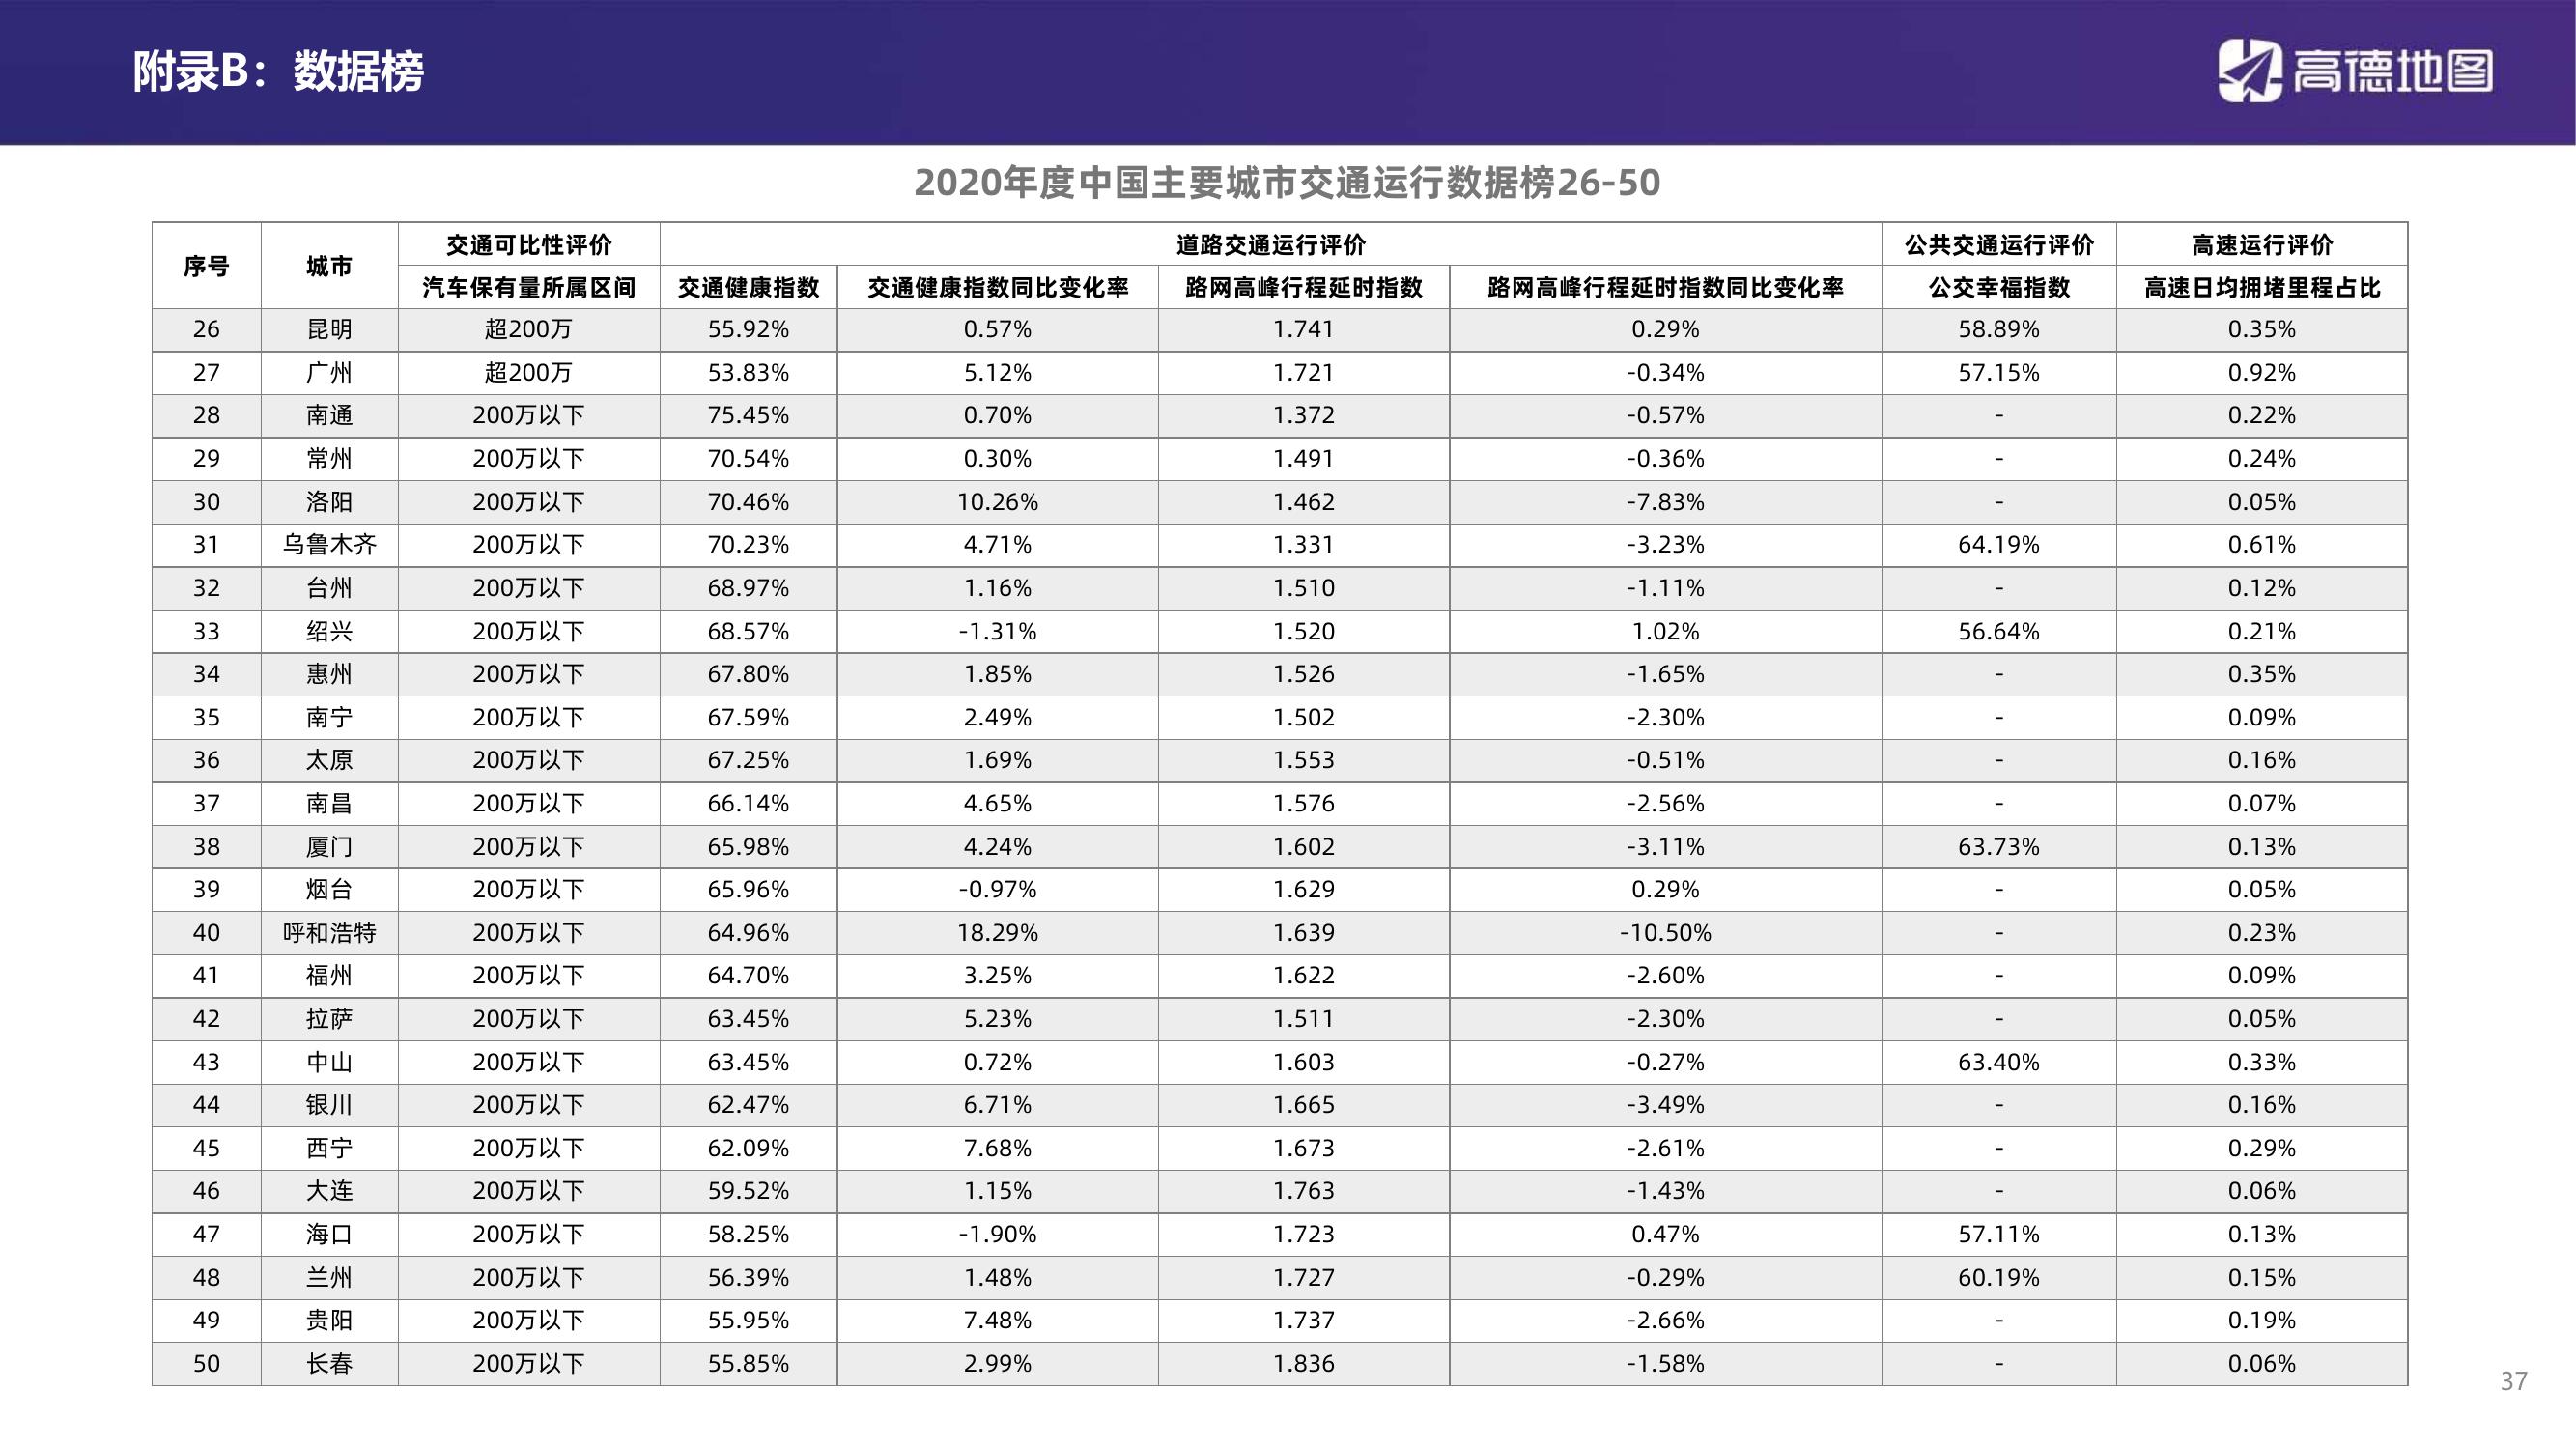 附录B：数据榜
高德地图
2020年度中国主要城市交通运行数据榜26-50
序号 城市 交通可比性评价 道路交通运行评价 公共交通运行评价 高速运行评价
汽车保有量所属区间 交通健康指数 交通健康指数同比变化率 路网高峰行程延时指数 路网高峰行程延时指数同比变化率 公交幸福指数 高速日均拥堵里程占比
26 昆明 超200万 55.92% 0.57% 1.741 0.29% 58.89% 0.35%
27 广州 超200万 53.83% 5.12% 1.721 -0.34% 57.15% 0.92%
28 南通 200万以下 75.45% 0.70% 1.372 -0.57% - 0.22%
29 常州 200万以下 70.54% 0.30% 1.491 -0.36% - 0.24%
30 洛阳 200万以下 70.46% 10.26% 1.462 -7.83% - 0.05%
31 乌鲁木齐 200万以下 70.23% 4.71% 1.331 -3.23% 64.19% 0.61%
32 台州 200万以下 68.97% 1.16% 1.510 -1.11% - 0.12%
33 绍兴 200万以下 68.57% -1.31% 1.520 1.02% 56.64% 0.21%
34 惠州 200万以下 67.80% 1.85% 1.526 -1.65% - 0.35%
35 南宁 200万以下 67.59% 2.49% 1.502 -2.30% - 0.09%
36 太原 200万以下 67.25% 1.69% 1.553 -0.51% - 0.16%
37 南昌 200万以下 66.14% 4.65% 1.576 -2.56% - 0.07%
38 厦门 200万以下 65.98% 4.24% 1.602 -3.11% 63.73% 0.13%
39 烟台 200万以下 65.96% -0.97% 1.629 0.29% - 0.05%
40 呼和浩特 200万以下 64.96% 18.29% 1.639 -10.50% - 0.23%
41 福州 200万以下 64.70% 3.25% 1.622 -2.60% - 0.09%
42 拉萨 200万以下 63.45% 5.23% 1.511 -2.30% - 0.05%
43 中山 200万以下 63.45% 0.72% 1.603 -0.27% 63.40% 0.33%
44 银川 200万以下 62.47% 6.71% 1.665 -3.49% - 0.16%
45 西宁 200万以下 62.09% 7.68% 1.673 -2.61% - 0.29%
46 大连 200万以下 59.52% 1.15% 1.763 -1.43% - 0.06%
47 海口 200万以下 58.25% -1.90% 1.723 0.47% 57.11% 0.13%
48 兰州 200万以下 56.39% 1.48% 1.727 -0.29% 60.19% 0.15%
49 贵阳 200万以下 55.95% 7.48% 1.737 -2.66% - 0.19%
50 长春 200万以下 55.85% 2.99% 1.836 -1.58% - 0.06%
37